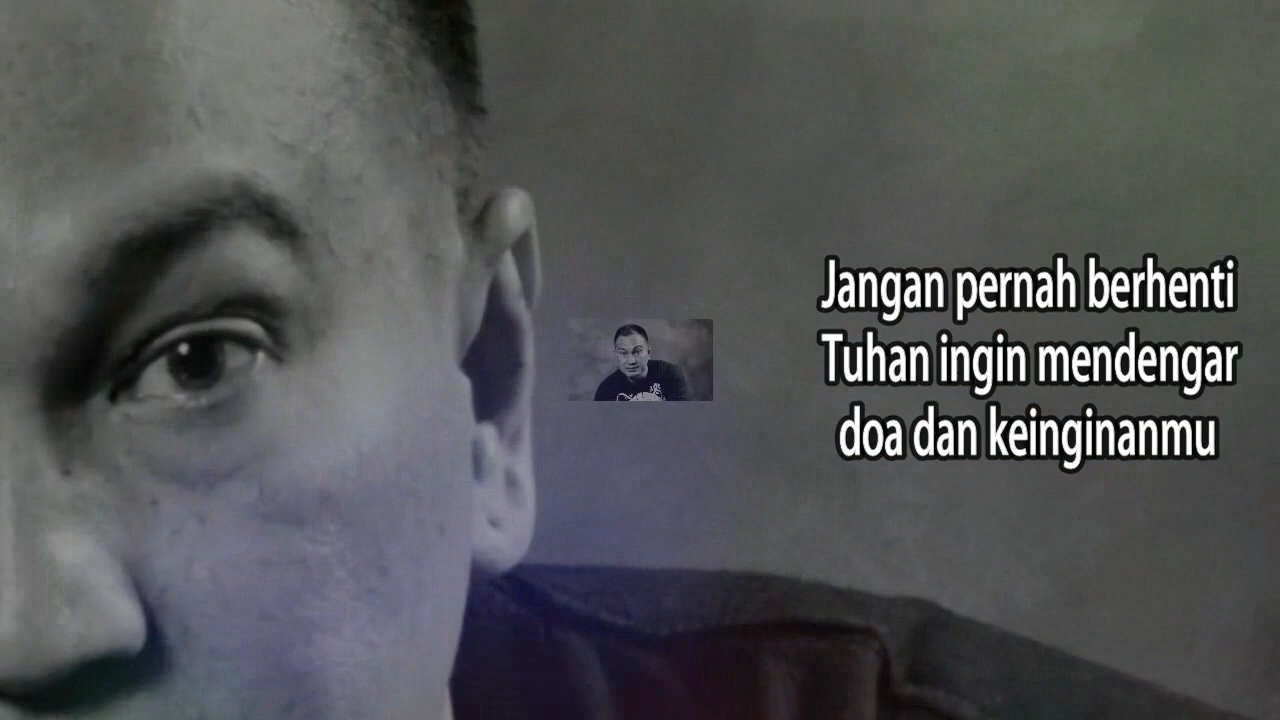 Jangan pernah berhenti
Tuhan ingin mendengar
doa dan keinginanmu